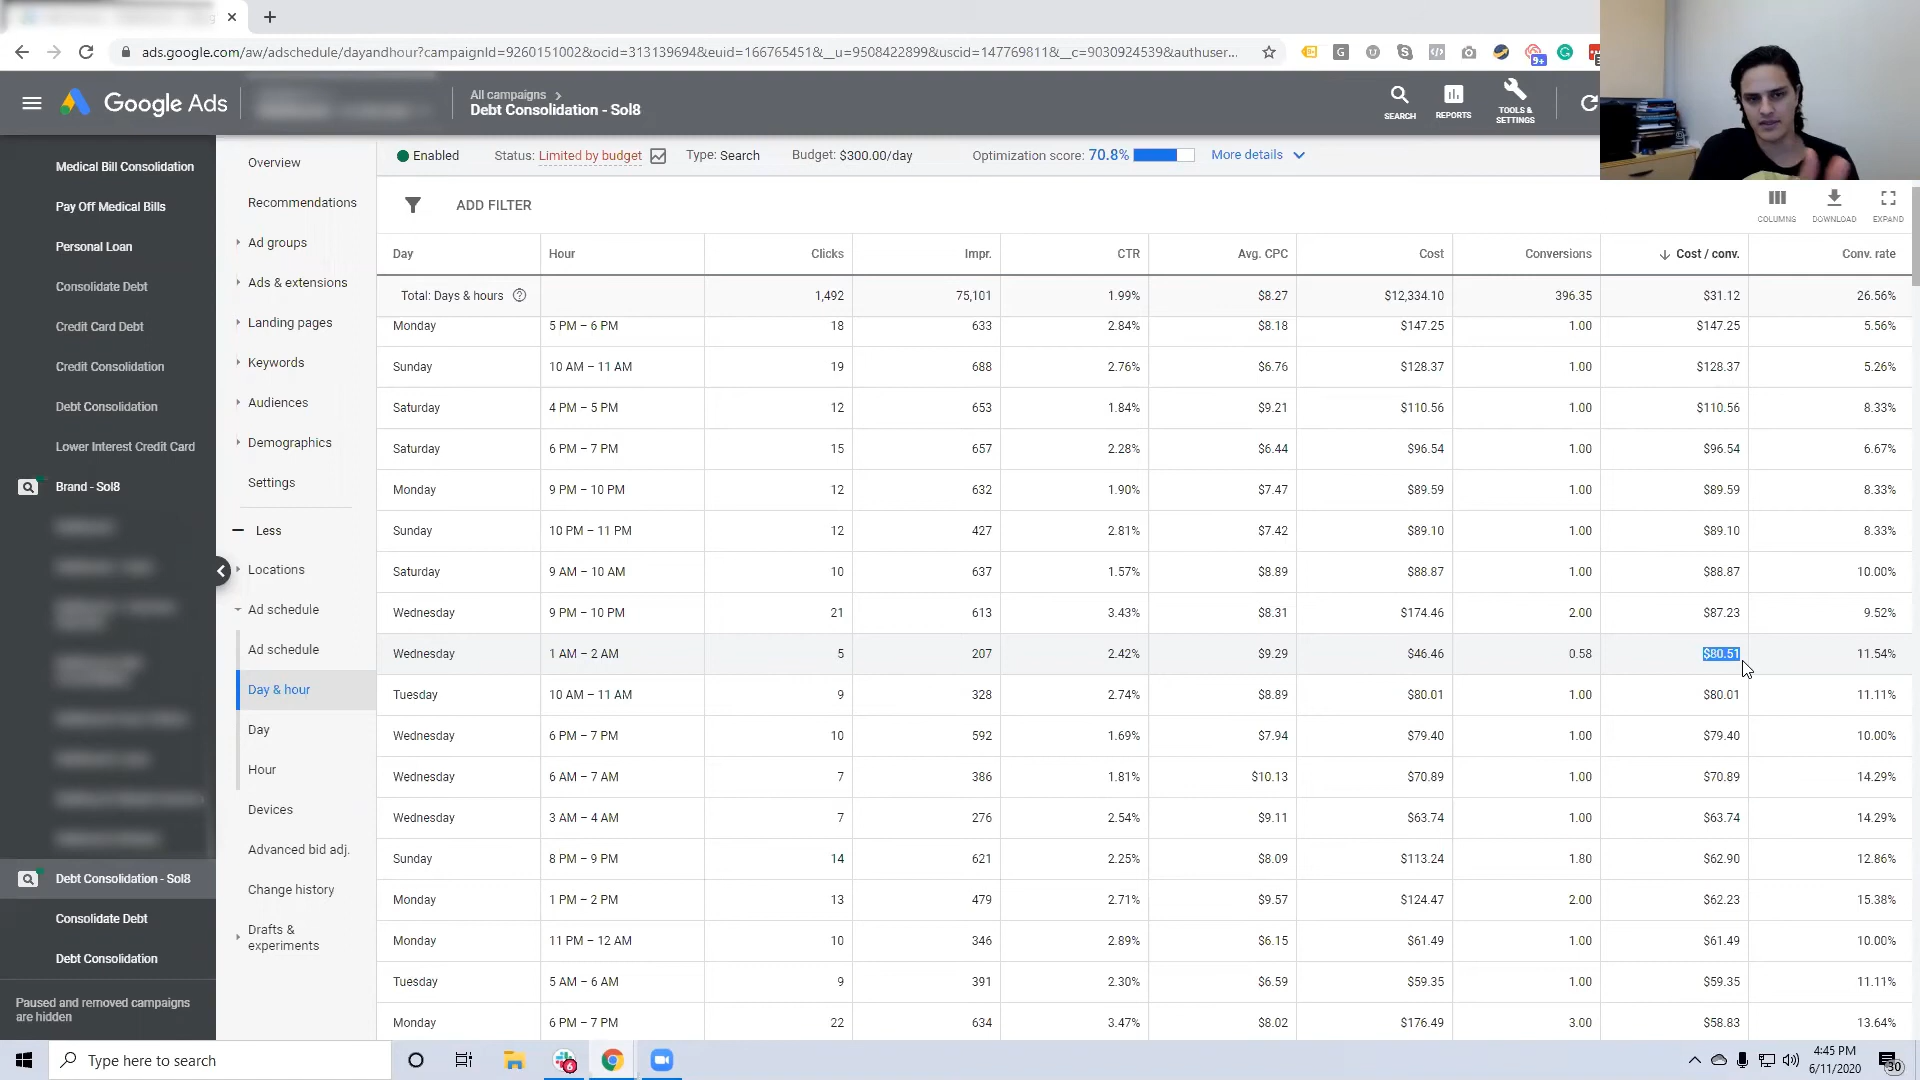 ads.google.com/aw/adschedule/dayandhour?campaignId=9260151002&ocid=313139694&euid=166765451&__u=9508422899&uscid=147769811&__c=9030924539&authuser...
9+
Google Ads
All campaigns
Debt Consolidation - Sol8
SEARCH
REPORTS
TOOLS &
SETTINGS
Medical Bill Consolidation
Pay Off Medical Bills
Personal Loan
Consolidate Debt
Credit Card Debt
Credit Consolidation
Debt Consolidation
Lower Interest Credit Card
Brand - Sol8
Debt Consolidation - Sol8
Consolidate Debt
Debt Consolidation
Paused and removed campaigns
are hidden
Overview
Recommendations
Ad groups
Ads & extensions
Landing pages
Keywords
Audiences
Demographics
Settings
Less
Locations
Ad schedule
Ad schedule
Day & hour
Day
Hour
Devices
Advanced bid adj.
Change history
Drafts &
experiments
Enabled Status: Limited by budget Type: Search Budget: $300.00/day Optimization score: 70.8% More details
ADD FILTER
COLUMNS DOWNLOAD EXPAND
Day Hour Clicks Impr. CTR Avg. CPC Cost Conversions Cost / conv. Conv. rate
Total: Days & hours 1,492 75,101 1.99% $8.27 $12,334.10 396.35 $31.12 26.56%
Monday 5 PM – 6 PM 18 633 2.84% $8.18 $147.25 1.00 $147.25 5.56%
Sunday 10 AM – 11 AM 19 688 2.76% $6.76 $128.37 1.00 $128.37 5.26%
Saturday 4 PM – 5 PM 12 653 1.84% $9.21 $110.56 1.00 $110.56 8.33%
Saturday 6 PM – 7 PM 15 657 2.28% $6.44 $96.54 1.00 $96.54 6.67%
Monday 9 PM – 10 PM 12 632 1.90% $7.47 $89.59 1.00 $89.59 8.33%
Sunday 10 PM – 11 PM 12 427 2.81% $7.42 $89.10 1.00 $89.10 8.33%
Saturday 9 AM – 10 AM 10 637 1.57% $8.89 $88.87 1.00 $88.87 10.00%
Wednesday 9 PM – 10 PM 21 613 3.43% $8.31 $174.46 2.00 $87.23 9.52%
Wednesday 1 AM – 2 AM 5 207 2.42% $9.29 $46.46 0.58 $80.51 11.54%
Tuesday 10 AM – 11 AM 9 328 2.74% $8.89 $80.01 1.00 $80.01 11.11%
Wednesday 6 PM – 7 PM 10 592 1.69% $7.94 $79.40 1.00 $79.40 10.00%
Wednesday 6 AM – 7 AM 7 386 1.81% $10.13 $70.89 1.00 $70.89 14.29%
Wednesday 3 AM – 4 AM 7 276 2.54% $9.11 $63.74 1.00 $63.74 14.29%
Sunday 8 PM – 9 PM 14 621 2.25% $8.09 $113.24 1.80 $62.90 12.86%
Monday 1 PM – 2 PM 13 479 2.71% $9.57 $124.47 2.00 $62.23 15.38%
Monday 11 PM – 12 AM 10 346 2.89% $6.15 $61.49 1.00 $61.49 10.00%
Tuesday 5 AM – 6 AM 9 391 2.30% $6.59 $59.35 1.00 $59.35 11.11%
Monday 6 PM – 7 PM 22 634 3.47% $8.02 $176.49 3.00 $58.83 13.64%
Type here to search
6
4:45 PM
6/11/2020
30